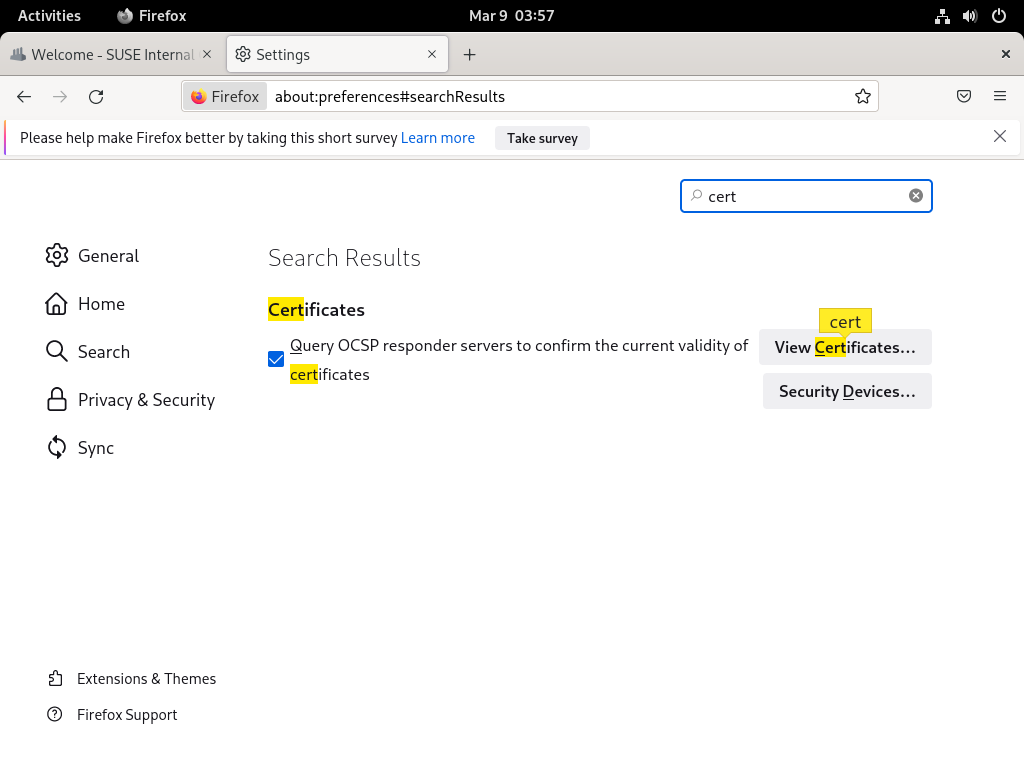 Activities Firefox Mar 9 03:57
Welcome - SUSE Internal Settings
Firefox about:preferences#searchResults
Please help make Firefox better by taking this short survey Learn more Take survey
cert
General
Home
Search
Privacy & Security
Sync
Search Results
Certificates
Query OCSP responder servers to confirm the current validity of
certificates
cert
View Certificates...
Security Devices...
Extensions & Themes
Firefox Support